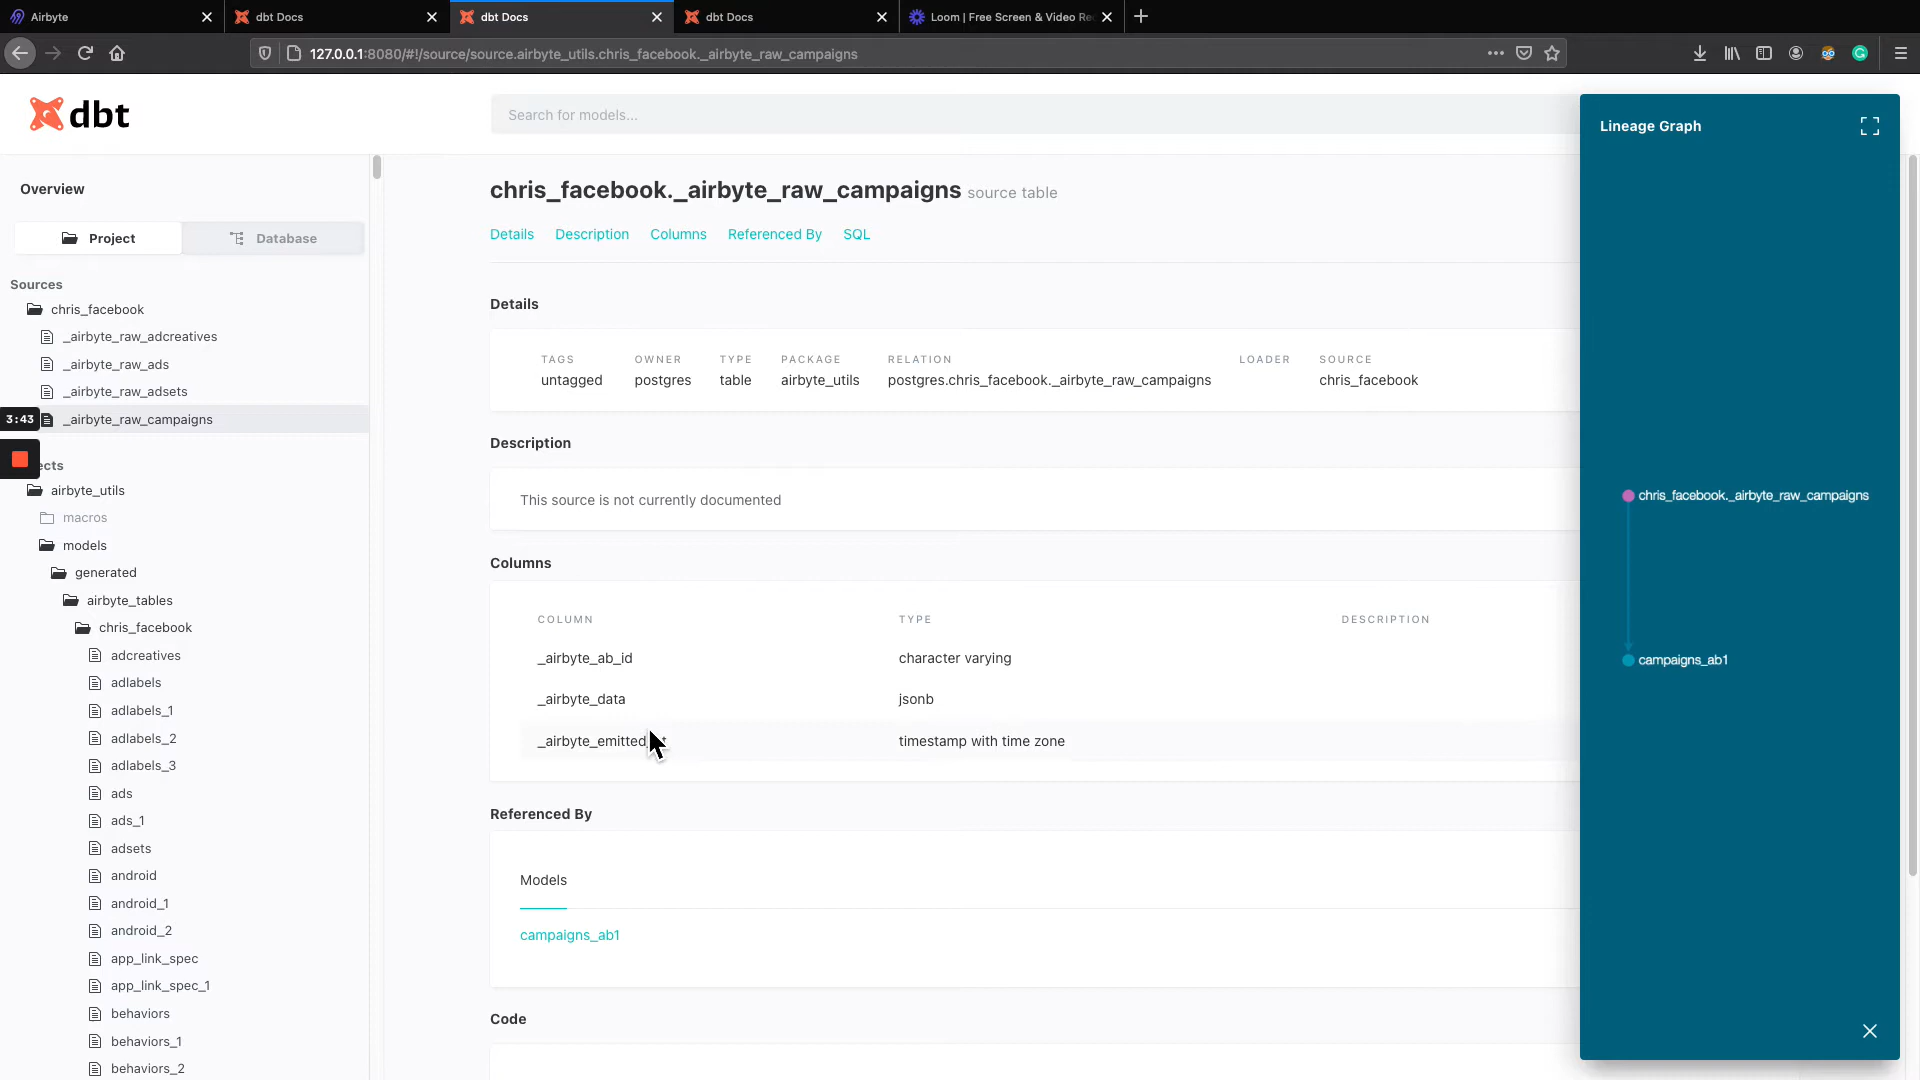 Airbyte
dbt Docs
dbt Docs
dbt Docs
Loom | Free Screen & Video Re
127.0.0.1:8080/#!/source/source.airbyte_utils.chris_facebook._airbyte_raw_campaigns
dbt
Search for models...
Overview
Project
Database
Sources
chris_facebook
_airbyte_raw_adcreatives
_airbyte_raw_ads
_airbyte_raw_adsets
3:43
_airbyte_raw_campaigns
ects
airbyte_utils
macros
models
generated
airbyte_tables
chris_facebook
adcreatives
adlabels
adlabels_1
adlabels_2
adlabels_3
ads
ads_1
adsets
android
android_1
android_2
app_link_spec
app_link_spec_1
behaviors
behaviors_1
behaviors_2
chris_facebook._airbyte_raw_campaigns source table
Details Description Columns Referenced By SQL
Details
TAGS OWNER TYPE PACKAGE RELATION LOADER SOURCE
untagged postgres table airbyte_utils postgres.chris_facebook._airbyte_raw_campaigns chris_facebook
Description
This source is not currently documented
Columns
COLUMN TYPE DESCRIPTION
_airbyte_ab_id character varying
_airbyte_data jsonb
_airbyte_emitted_t timestamp with time zone
Referenced By
Models
campaigns_ab1
Code
Lineage Graph
chris_facebook._airbyte_raw_campaigns
campaigns_ab1